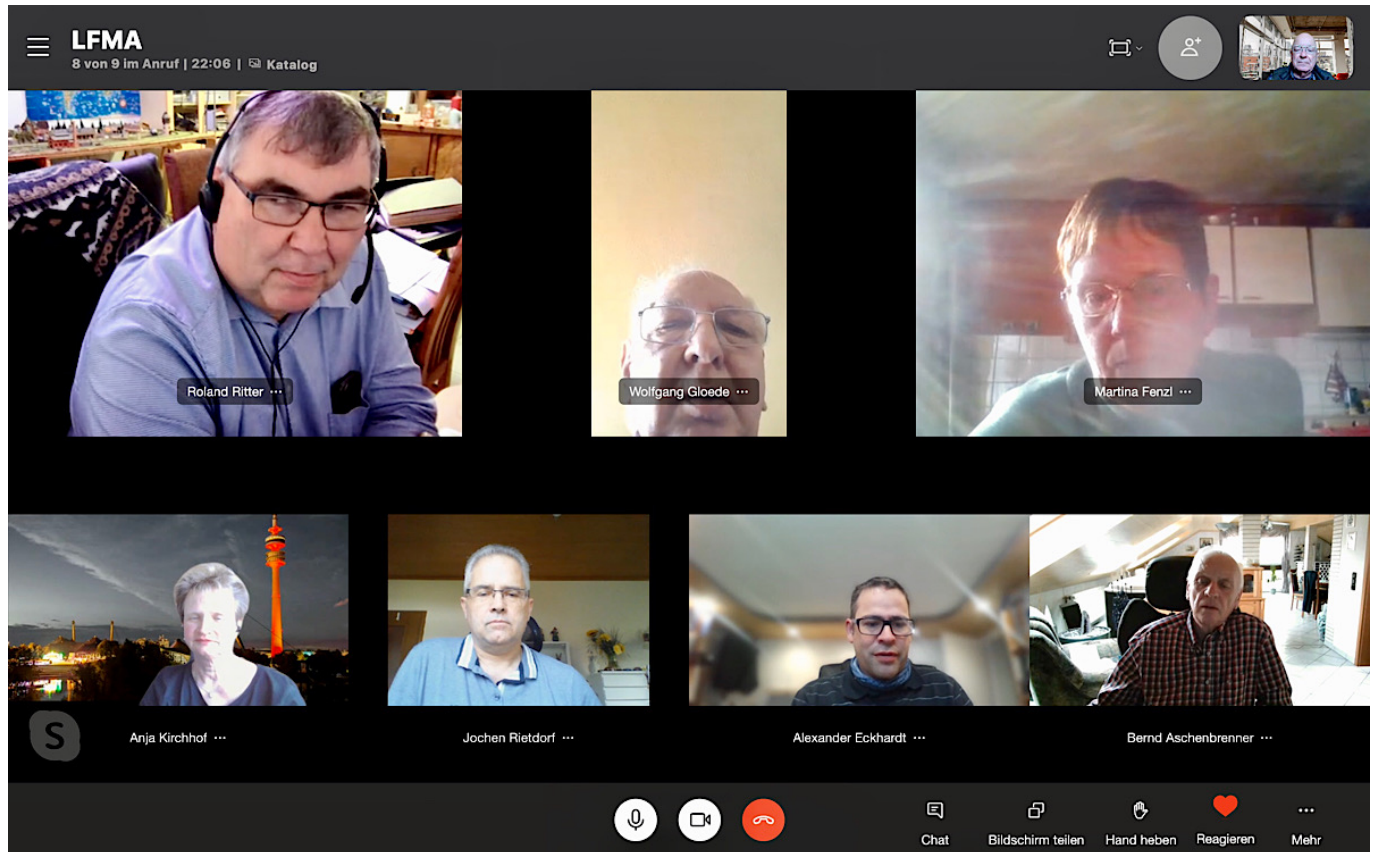 LFMA
8 von 9 im Anruf | 22:06 | Katalog
Roland Ritter ...
Wolfgang Gloede ...
Martina Fenzl ...
Anja Kirchhof ...
Jochen Rietdorf ...
Alexander Eckhardt ...
Bernd Aschenbrenner ...
S
Chat
Bildschirm teilen
Hand heben
Reagieren
Mehr